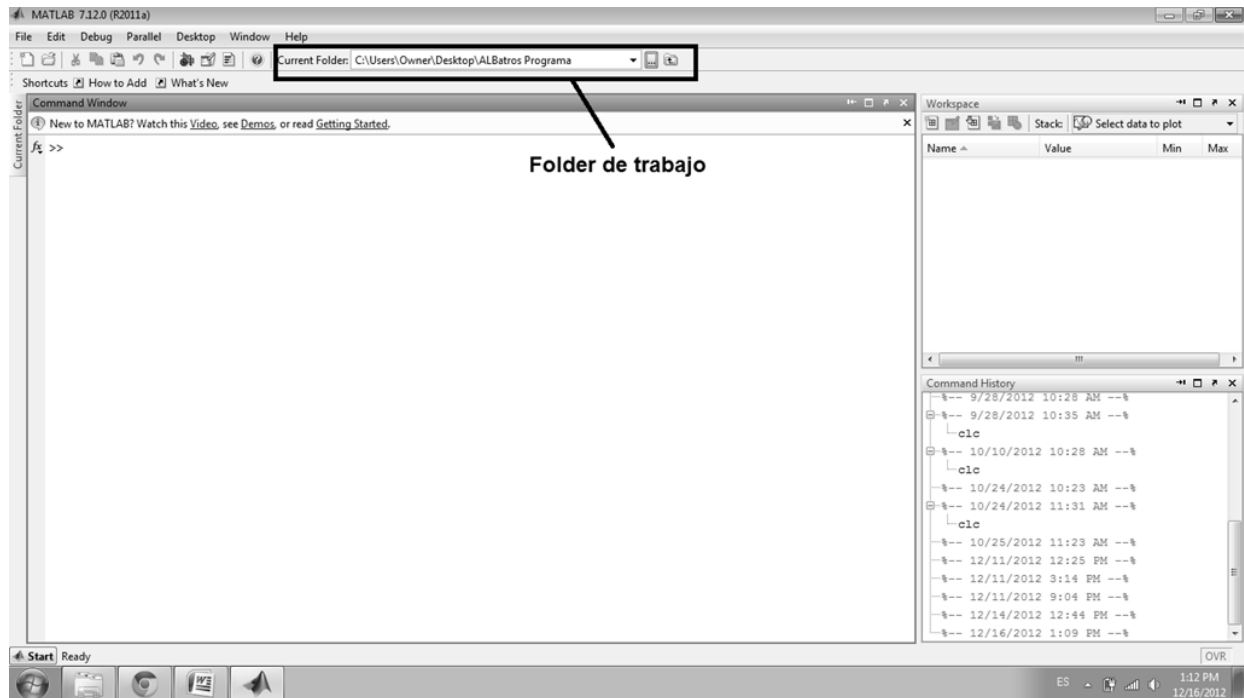 MATLAB 7.12.0 (R2011a)
File Edit Debug Parallel Desktop Window Help
Current Folder: C:\Users\Owner\Desktop\ALBatros Programa
Shortcuts How to Add What's New
Current Folder
Command Window
New to MATLAB? Watch this Video, see Demos, or read Getting Started.
fx >>
Folder de trabajo
Workspace
Stack: Select data to plot
Name Value Min Max
Command History
%-- 9/28/2012 10:28 AM --%
%-- 9/28/2012 10:35 AM --%
clc
%-- 10/10/2012 10:28 AM --%
clc
%-- 10/24/2012 10:23 AM --%
%-- 10/24/2012 11:31 AM --%
clc
%-- 10/25/2012 11:23 AM --%
%-- 12/11/2012 12:25 PM --%
%-- 12/11/2012 3:14 PM --%
%-- 12/11/2012 9:04 PM --%
%-- 12/14/2012 12:44 PM --%
%-- 12/16/2012 1:09 PM --%
Start Ready
OVR
ES
1:12 PM
12/16/2012